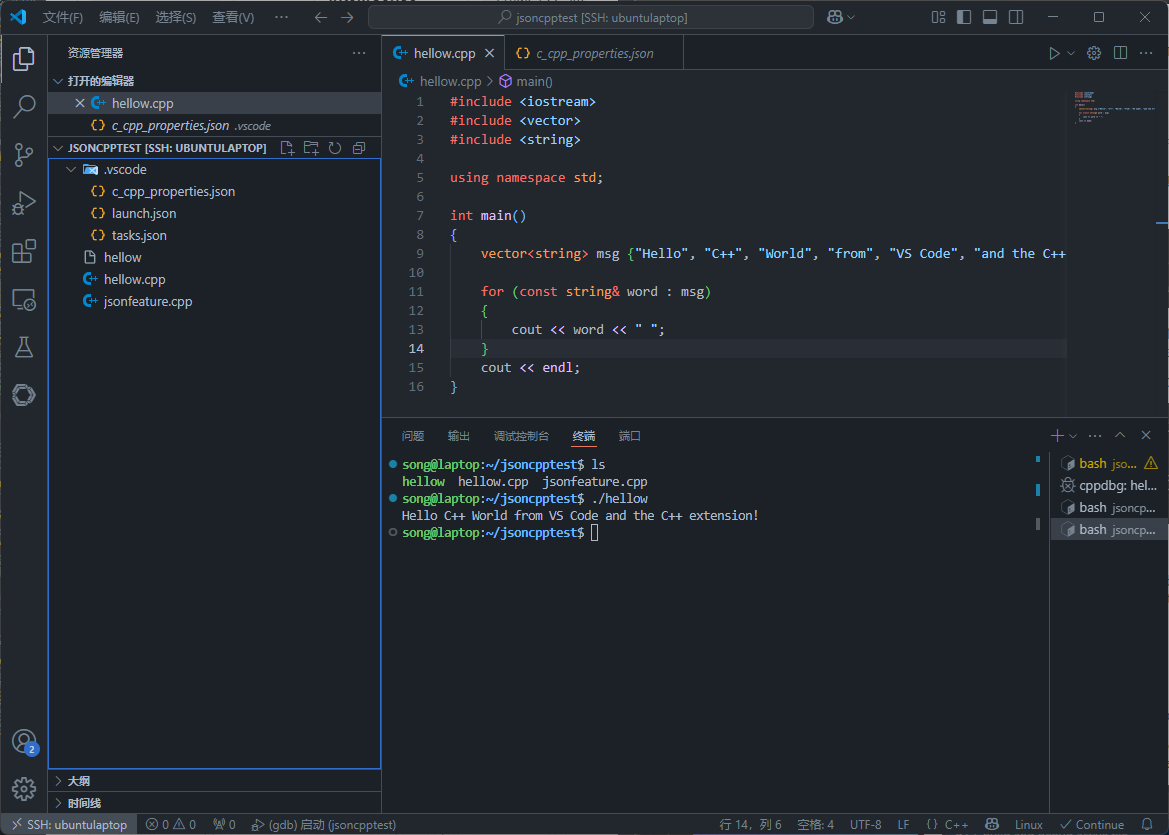 文件(F) 编辑(E) 选择(S) 查看(V) ··· jsoncpptest [SSH: ubuntulaptop]
资源管理器
打开的编辑器
hellow.cpp
c_cpp_properties.json .vscode
JSONCPPTEST [SSH: UBUNTULAPTOP]
.vscode
c_cpp_properties.json
launch.json
tasks.json
hellow
hellow.cpp
jsonfeature.cpp
大纲
时间线
hellow.cpp c_cpp_properties.json
hellow.cpp > main()
1 #include <iostream>
2 #include <vector>
3 #include <string>
4
5 using namespace std;
6
7 int main()
8 {
9 vector<string> msg {"Hello", "C++", "World", "from", "VS Code", "and the C++
10
11 for (const string& word : msg)
12 {
13 cout << word << " ";
14 }
15 cout << endl;
16 }
问题 输出 调试控制台 终端 端口
song@laptop:~/jsoncpptest$ ls
hellow hellow.cpp jsonfeature.cpp
song@laptop:~/jsoncpptest$ ./hellow
Hello C++ World from VS Code and the C++ extension!
song@laptop:~/jsoncpptest$
bash jso...
cppdbg: hel...
bash jsoncp...
bash jsoncp...
2
SSH: ubuntulaptop 0 0 0 (gdb) 启动 (jsoncpptest) 行 14，列 6 空格: 4 UTF-8 LF {} C++ Linux Continue